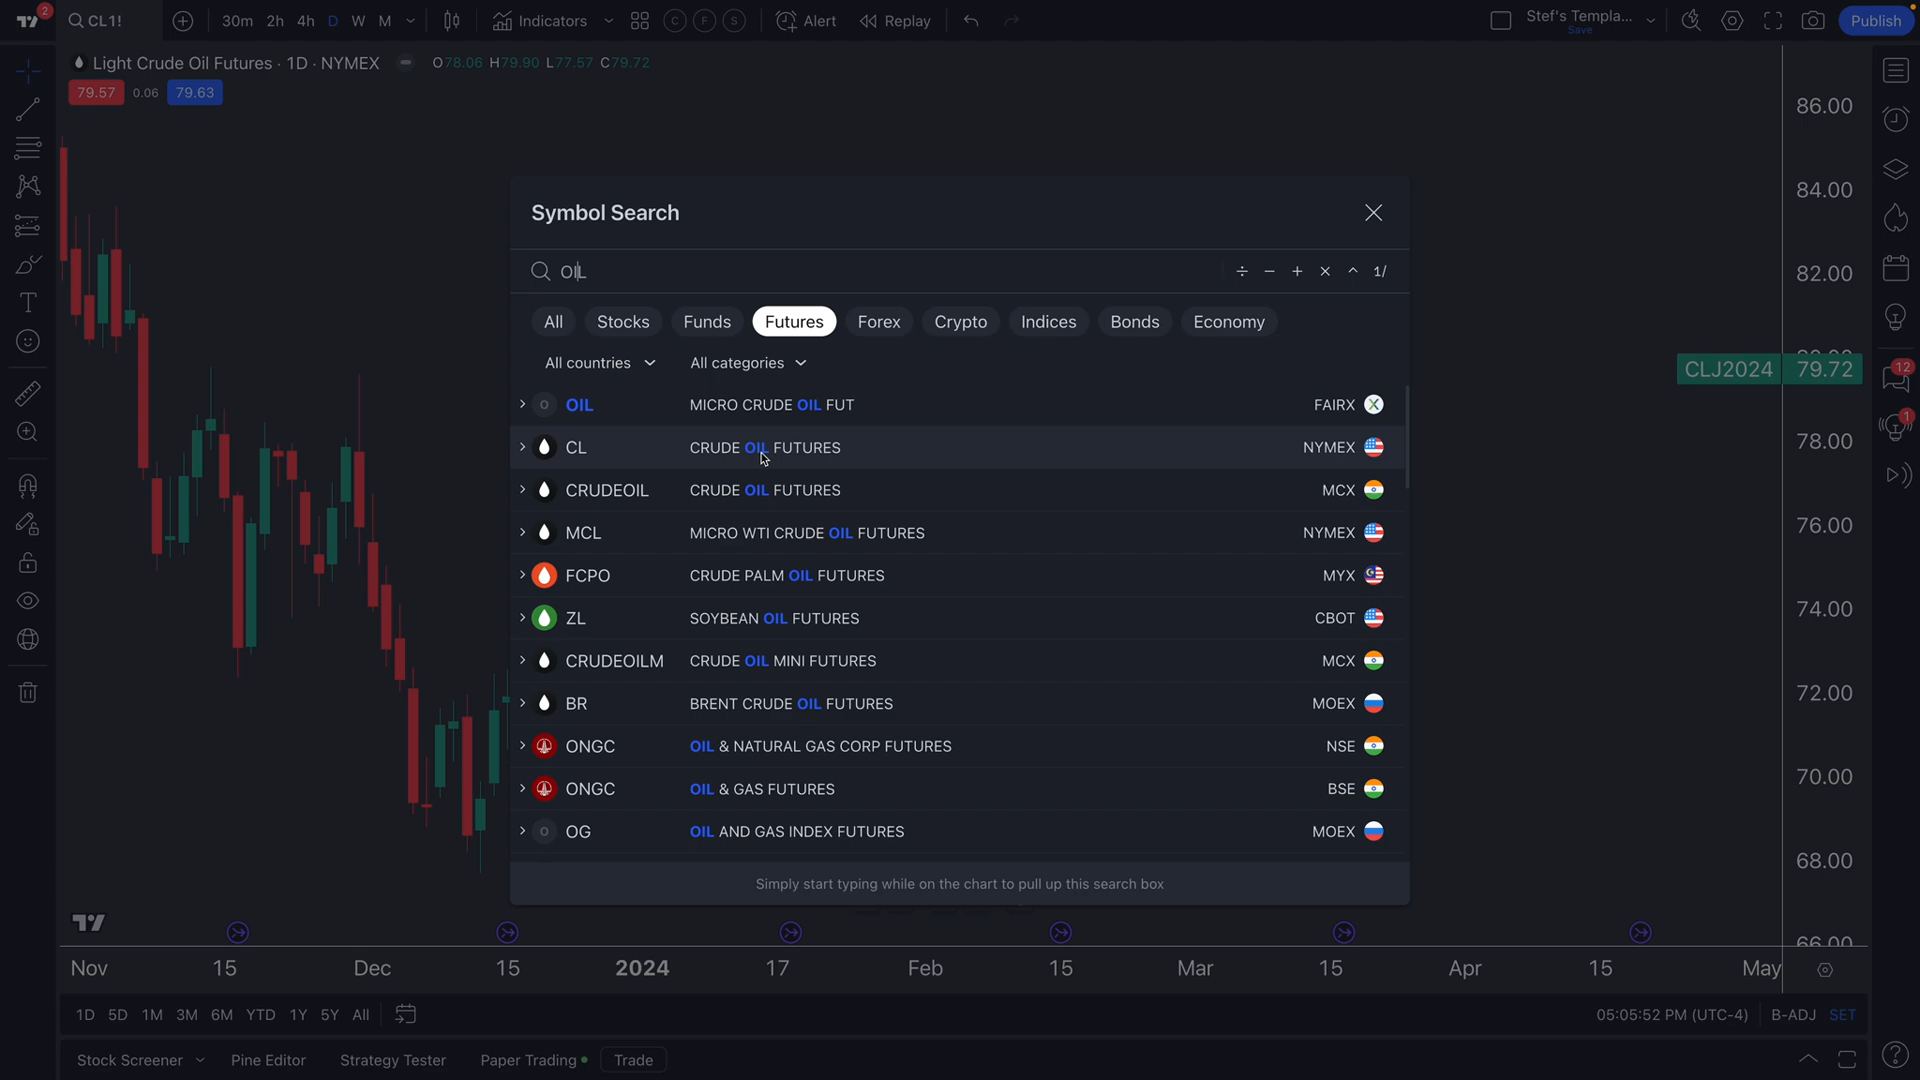 2
CL1!
30m 2h 4h D W M
Indicators
C F S
Alert
Replay
Stef's Templa...
Save
Publish
Light Crude Oil Futures · 1D · NYMEX
O78.06 H79.90 L77.57 C79.72
79.57 0.06 79.63
Symbol Search
OIL
÷ − + × ^ 1/
All Stocks Funds Futures Forex Crypto Indices Bonds Economy
All countries All categories
O OIL MICRO CRUDE OIL FUT FAIRX
CL CRUDE OIL FUTURES NYMEX
CRUDEOIL CRUDE OIL FUTURES MCX
MCL MICRO WTI CRUDE OIL FUTURES NYMEX
FCPO CRUDE PALM OIL FUTURES MYX
ZL SOYBEAN OIL FUTURES CBOT
CRUDEOILM CRUDE OIL MINI FUTURES MCX
BR BRENT CRUDE OIL FUTURES MOEX
ONGC OIL & NATURAL GAS CORP FUTURES NSE
ONGC OIL & GAS FUTURES BSE
O OG OIL AND GAS INDEX FUTURES MOEX
Simply start typing while on the chart to pull up this search box
86.00
84.00
82.00
CLJ2024 79.72
78.00
76.00
74.00
72.00
70.00
68.00
66.00
12
1
Nov 15 Dec 15 2024 17 Feb 15 Mar 15 Apr 15 May
1D 5D 1M 3M 6M YTD 1Y 5Y All
05:05:52 PM (UTC-4) B-ADJ SET
Stock Screener Pine Editor Strategy Tester Paper Trading Trade